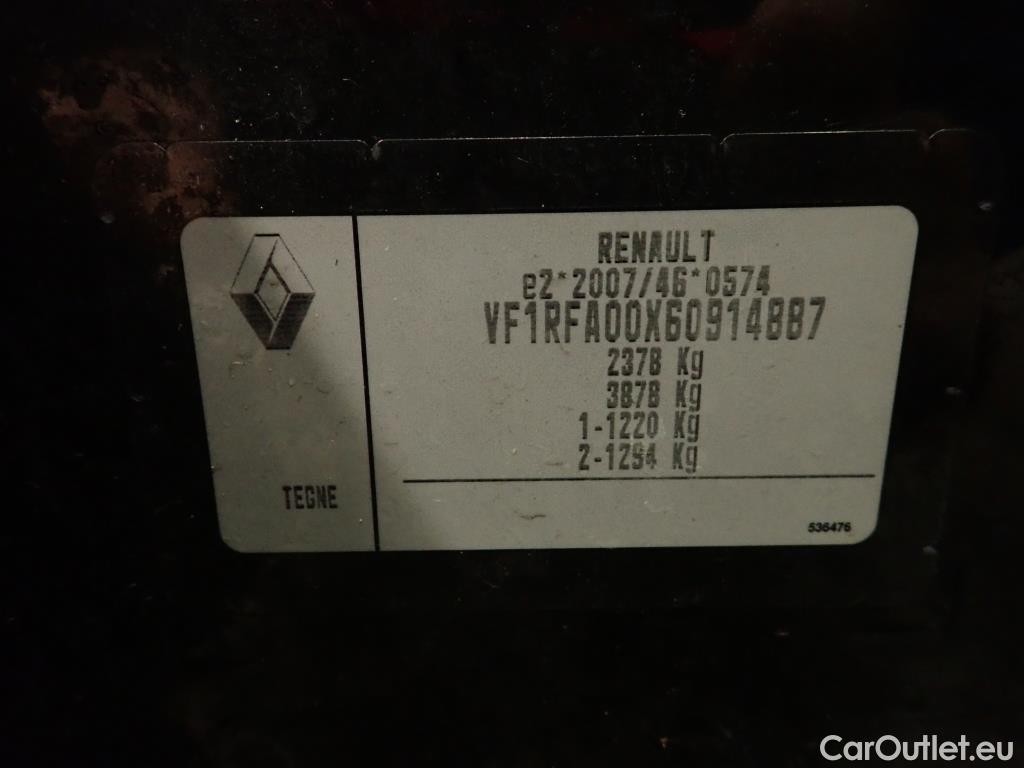 RENAULT
e2*2007/46*0574
VF1RFA00X60914887
2378 Kg
3878 Kg
1-1220 Kg
2-1294 Kg
TEGNE
536476
CarOutlet.eu